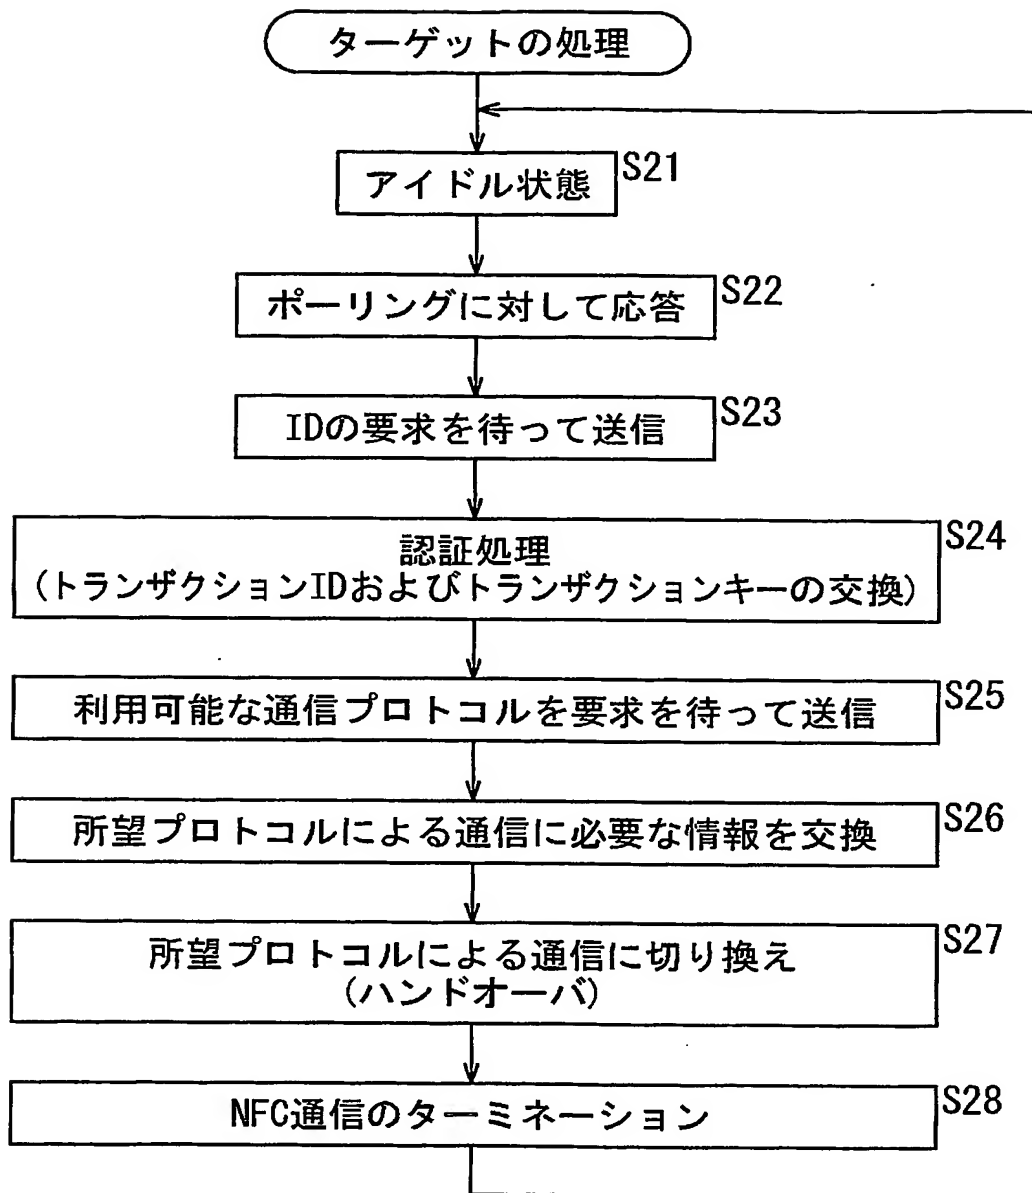 ターゲットの処理
アイドル状態
S21
ポーリングに対して応答
S22
IDの要求を待って送信
S23
認証処理
(トランザクションIDおよびトランザクションキーの交換)
S24
利用可能な通信プロトコルを要求を待って送信
S25
所望プロトコルによる通信に必要な情報を交換
S26
所望プロトコルによる通信に切り換え
(ハンドオーバ)
S27
NFC通信のターミネーション
S28